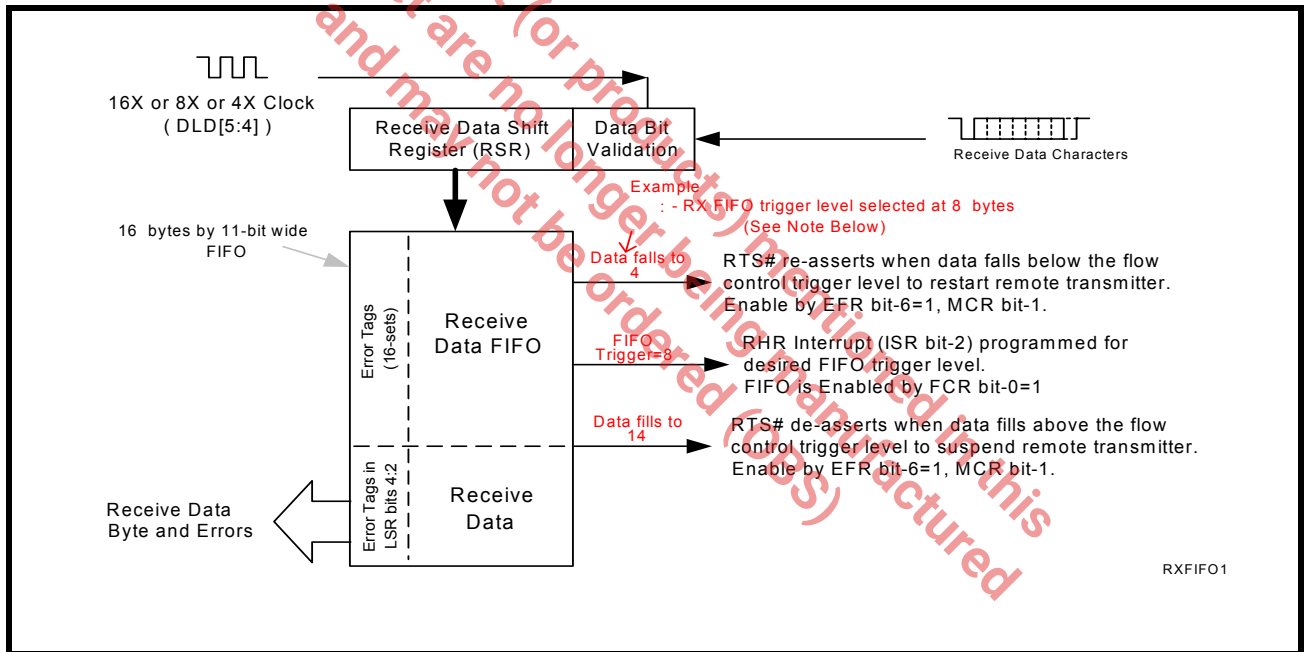 16X or 8X or 4X Clock
( DLD[5:4] )
Receive Data Shift
Register (RSR)
Data Bit
Validation
Receive Data Characters
Example
: - RX FIFO trigger level selected at 8 bytes
(See Note Below)
16 bytes by 11-bit wide
FIFO
Data falls to
4
RTS# re-asserts when data falls below the flow
control trigger level to restart remote transmitter.
Enable by EFR bit-6=1, MCR bit-1.
Error Tags
(16-sets)
Receive
Data FIFO
FIFO
Trigger=8
RHR Interrupt (ISR bit-2) programmed for
desired FIFO trigger level.
FIFO is Enabled by FCR bit-0=1
Data fills to
14
RTS# de-asserts when data fills above the flow
control trigger level to suspend remote transmitter.
Enable by EFR bit-6=1, MCR bit-1.
Error Tags in
LSR bits 4:2
Receive
Data
Receive Data
Byte and Errors
RXFIFO1
(or products) mentioned in this
are no longer being manufactured
and may not be ordered (OBS)